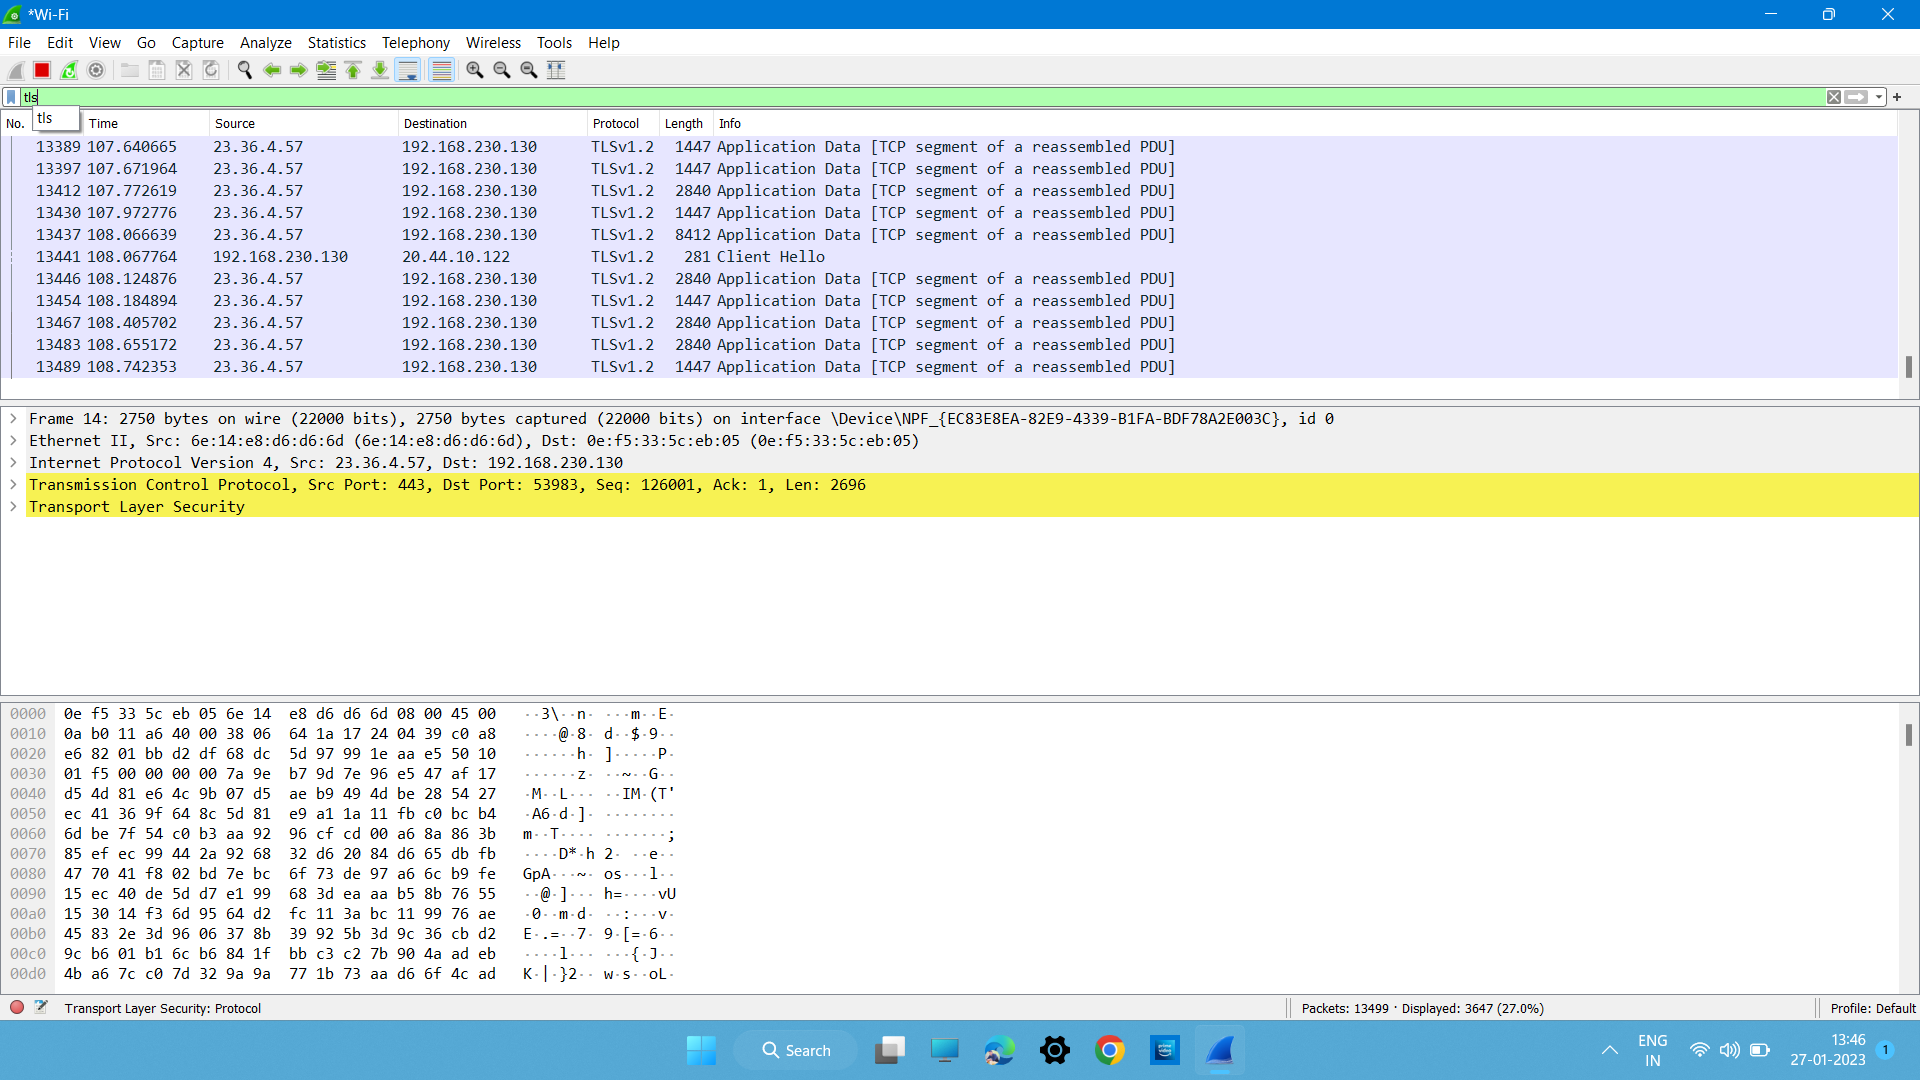 *Wi-Fi
File Edit View Go Capture Analyze Statistics Telephony Wireless Tools Help
tls
tls
No. Time Source Destination Protocol Length Info
13389 107.640665 23.36.4.57 192.168.230.130 TLSv1.2 1447 Application Data [TCP segment of a reassembled PDU]
13397 107.671964 23.36.4.57 192.168.230.130 TLSv1.2 1447 Application Data [TCP segment of a reassembled PDU]
13412 107.772619 23.36.4.57 192.168.230.130 TLSv1.2 2840 Application Data [TCP segment of a reassembled PDU]
13430 107.972776 23.36.4.57 192.168.230.130 TLSv1.2 1447 Application Data [TCP segment of a reassembled PDU]
13437 108.066639 23.36.4.57 192.168.230.130 TLSv1.2 8412 Application Data [TCP segment of a reassembled PDU]
13441 108.067764 192.168.230.130 20.44.10.122 TLSv1.2 281 Client Hello
13446 108.124876 23.36.4.57 192.168.230.130 TLSv1.2 2840 Application Data [TCP segment of a reassembled PDU]
13454 108.184894 23.36.4.57 192.168.230.130 TLSv1.2 1447 Application Data [TCP segment of a reassembled PDU]
13467 108.405702 23.36.4.57 192.168.230.130 TLSv1.2 2840 Application Data [TCP segment of a reassembled PDU]
13483 108.655172 23.36.4.57 192.168.230.130 TLSv1.2 2840 Application Data [TCP segment of a reassembled PDU]
13489 108.742353 23.36.4.57 192.168.230.130 TLSv1.2 1447 Application Data [TCP segment of a reassembled PDU]
Frame 14: 2750 bytes on wire (22000 bits), 2750 bytes captured (22000 bits) on interface \Device\NPF_{EC83E8EA-82E9-4339-B1FA-BDF78A2E003C}, id 0
Ethernet II, Src: 6e:14:e8:d6:d6:6d (6e:14:e8:d6:d6:6d), Dst: 0e:f5:33:5c:eb:05 (0e:f5:33:5c:eb:05)
Internet Protocol Version 4, Src: 23.36.4.57, Dst: 192.168.230.130
Transmission Control Protocol, Src Port: 443, Dst Port: 53983, Seq: 126001, Ack: 1, Len: 2696
Transport Layer Security
0000 0e f5 33 5c eb 05 6e 14 e8 d6 d6 6d 08 00 45 00 ··3\··n· ···m··E·
0010 0a b0 11 a6 40 00 38 06 64 1a 17 24 04 39 c0 a8 ····@·8· d··$·9··
0020 e6 82 01 bb d2 df 68 dc 5d 97 99 1e aa e5 50 10 ······h· ]·····P·
0030 01 f5 00 00 00 00 7a 9e b7 9d 7e 96 e5 47 af 17 ······z· ··~··G··
0040 d5 4d 81 e6 4c 9b 07 d5 ae b9 49 4d be 28 54 27 ·M··L··· ··IM·(T'
0050 ec 41 36 9f 64 8c 5d 81 e9 a1 1a 11 fb c0 bc b4 ·A6·d·]· ········
0060 6d be 7f 54 c0 b3 aa 92 96 cf cd 00 a6 8a 86 3b m··T···· ·······;
0070 85 ef ec 99 44 2a 92 68 32 d6 20 84 d6 65 db fb ····D*·h 2· ··e··
0080 47 70 41 f8 02 bd 7e bc 6f 73 de 97 a6 6c b9 fe GpA···~· os···l··
0090 15 ec 40 de 5d d7 e1 99 68 3d ea aa b5 8b 76 55 ··@·]··· h=····vU
00a0 15 30 14 f3 6d 95 64 d2 fc 11 3a bc 11 99 76 ae ·0··m·d· ··:···v·
00b0 45 83 2e 3d 96 06 37 8b 39 92 5b 3d 9c 36 cb d2 E·.=··7· 9·[=·6··
00c0 9c b6 01 b1 6c b6 84 1f bb c3 c2 7b 90 4a ad eb ····l··· ···{·J··
00d0 4b a6 7c c0 7d 32 9a 9a 77 1b 73 aa d6 6f 4c ad K·|·}2·· w·s··oL·
Transport Layer Security: Protocol
Packets: 13499 · Displayed: 3647 (27.0%)
Profile: Default
Search
ENG
IN
13:46
27-01-2023
1